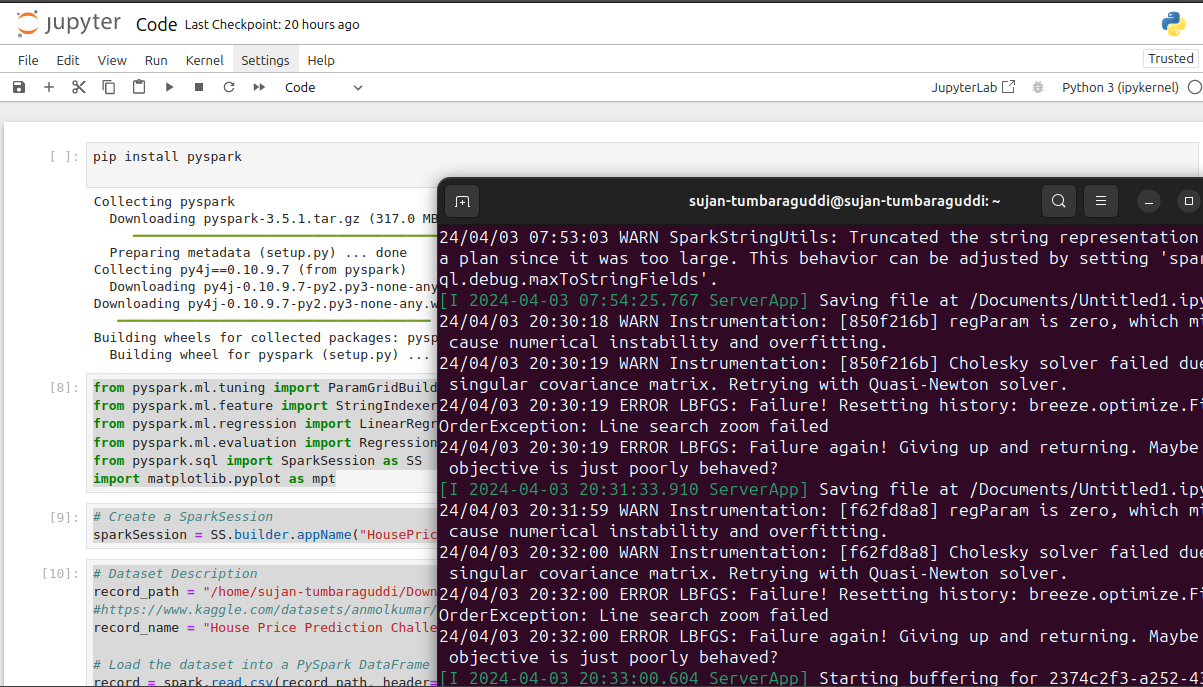 jupyter Code Last Checkpoint: 20 hours ago
File Edit View Run Kernel Settings Help
Trusted
Code
JupyterLab
Python 3 (ipykernel)
[ ]:
pip install pyspark
Collecting pyspark
Downloading pyspark-3.5.1.tar.gz (317.0 MB
Preparing metadata (setup.py) ... done
Collecting py4j==0.10.9.7 (from pyspark)
Downloading py4j-0.10.9.7-py2.py3-none-any
Downloading py4j-0.10.9.7-py2.py3-none-any.w
Building wheels for collected packages: pysp
Building wheel for pyspark (setup.py) ...
[8]:
from pyspark.ml.tuning import ParamGridBuild
from pyspark.ml.feature import StringIndexer
from pyspark.ml.regression import LinearRegr
from pyspark.ml.evaluation import Regression
from pyspark.sql import SparkSession as SS
import matplotlib.pyplot as mpt
[9]:
# Create a SparkSession
sparkSession = SS.builder.appName("HousePric
[10]:
# Dataset Description
record_path = "/home/sujan-tumbaraguddi/Down
#https://www.kaggle.com/datasets/anmolkumar/
record_name = "House Price Prediction Challe
# Load the dataset into a PySpark DataFrame
record = spark.read.csv(record_path, header=
sujan-tumbaraguddi@sujan-tumbaraguddi: ~
24/04/03 07:53:03 WARN SparkStringUtils: Truncated the string representation
a plan since it was too large. This behavior can be adjusted by setting 'spar
ql.debug.maxToStringFields'.
[I 2024-04-03 07:54:25.767 ServerApp] Saving file at /Documents/Untitled1.ipy
24/04/03 20:30:18 WARN Instrumentation: [850f216b] regParam is zero, which mi
cause numerical instability and overfitting.
24/04/03 20:30:19 WARN Instrumentation: [850f216b] Cholesky solver failed due
singular covariance matrix. Retrying with Quasi-Newton solver.
24/04/03 20:30:19 ERROR LBFGS: Failure! Resetting history: breeze.optimize.Fi
OrderException: Line search zoom failed
24/04/03 20:30:19 ERROR LBFGS: Failure again! Giving up and returning. Maybe
objective is just poorly behaved?
[I 2024-04-03 20:31:33.910 ServerApp] Saving file at /Documents/Untitled1.ipy
24/04/03 20:31:59 WARN Instrumentation: [f62fd8a8] regParam is zero, which mi
cause numerical instability and overfitting.
24/04/03 20:32:00 WARN Instrumentation: [f62fd8a8] Cholesky solver failed due
singular covariance matrix. Retrying with Quasi-Newton solver.
24/04/03 20:32:00 ERROR LBFGS: Failure! Resetting history: breeze.optimize.Fi
OrderException: Line search zoom failed
24/04/03 20:32:00 ERROR LBFGS: Failure again! Giving up and returning. Maybe
objective is just poorly behaved?
[I 2024-04-03 20:33:00.604 ServerApp] Starting buffering for 2374c2f3-a252-43